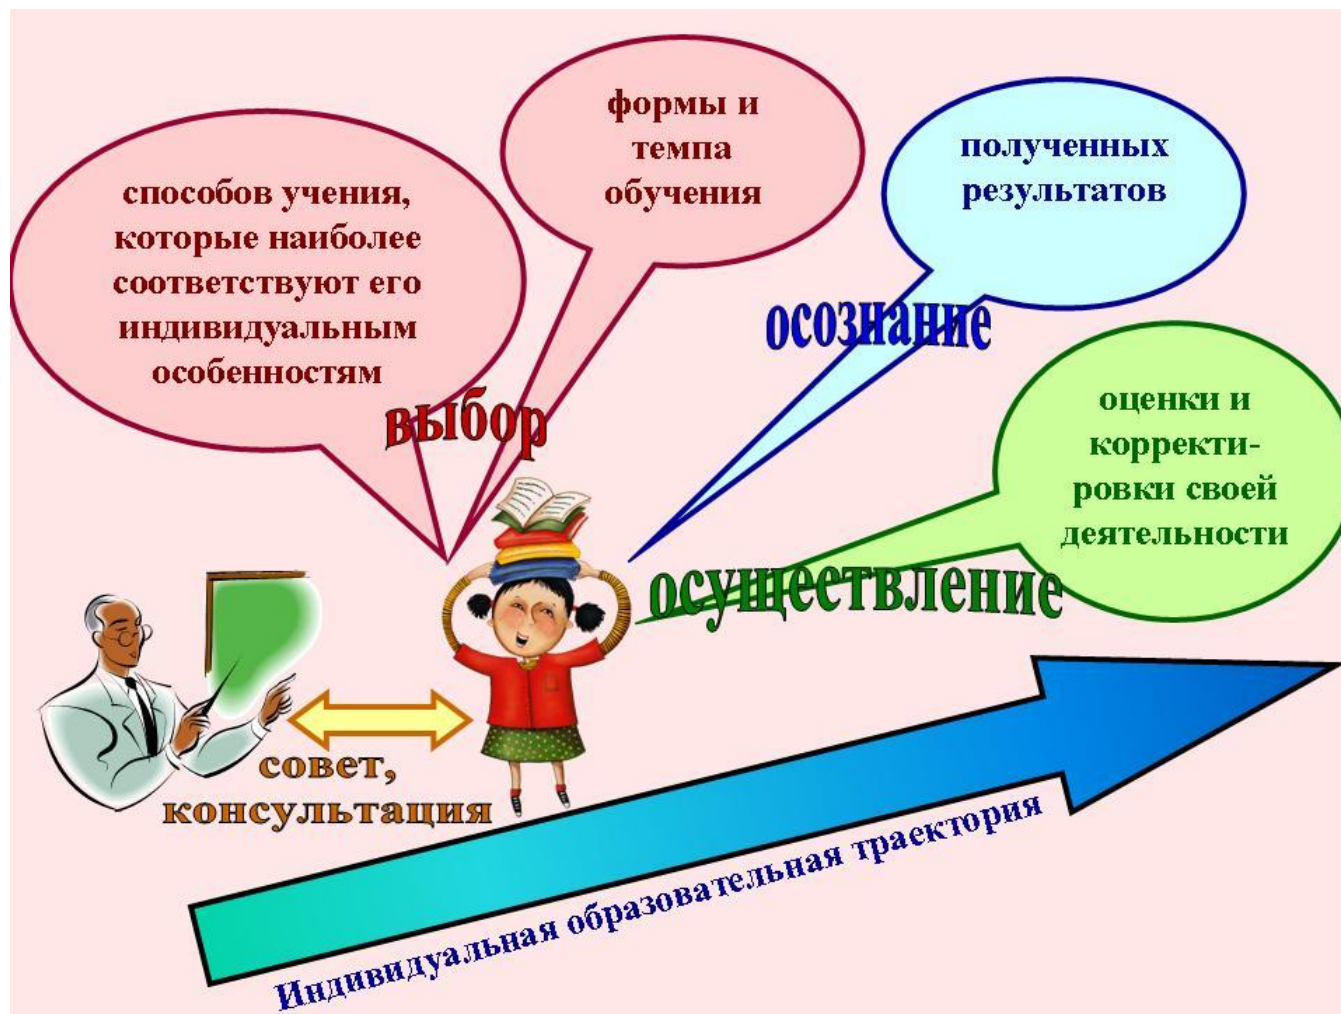 формы и
темпа
обучения
полученных
результатов
способов учения,
которые наиболее
соответствуют его
индивидуальным
особенностям
осознание
выбор
оценки и
корректи-
ровки своей
деятельности
осуществление
совет,
консультация
Индивидуальная образовательная траектория